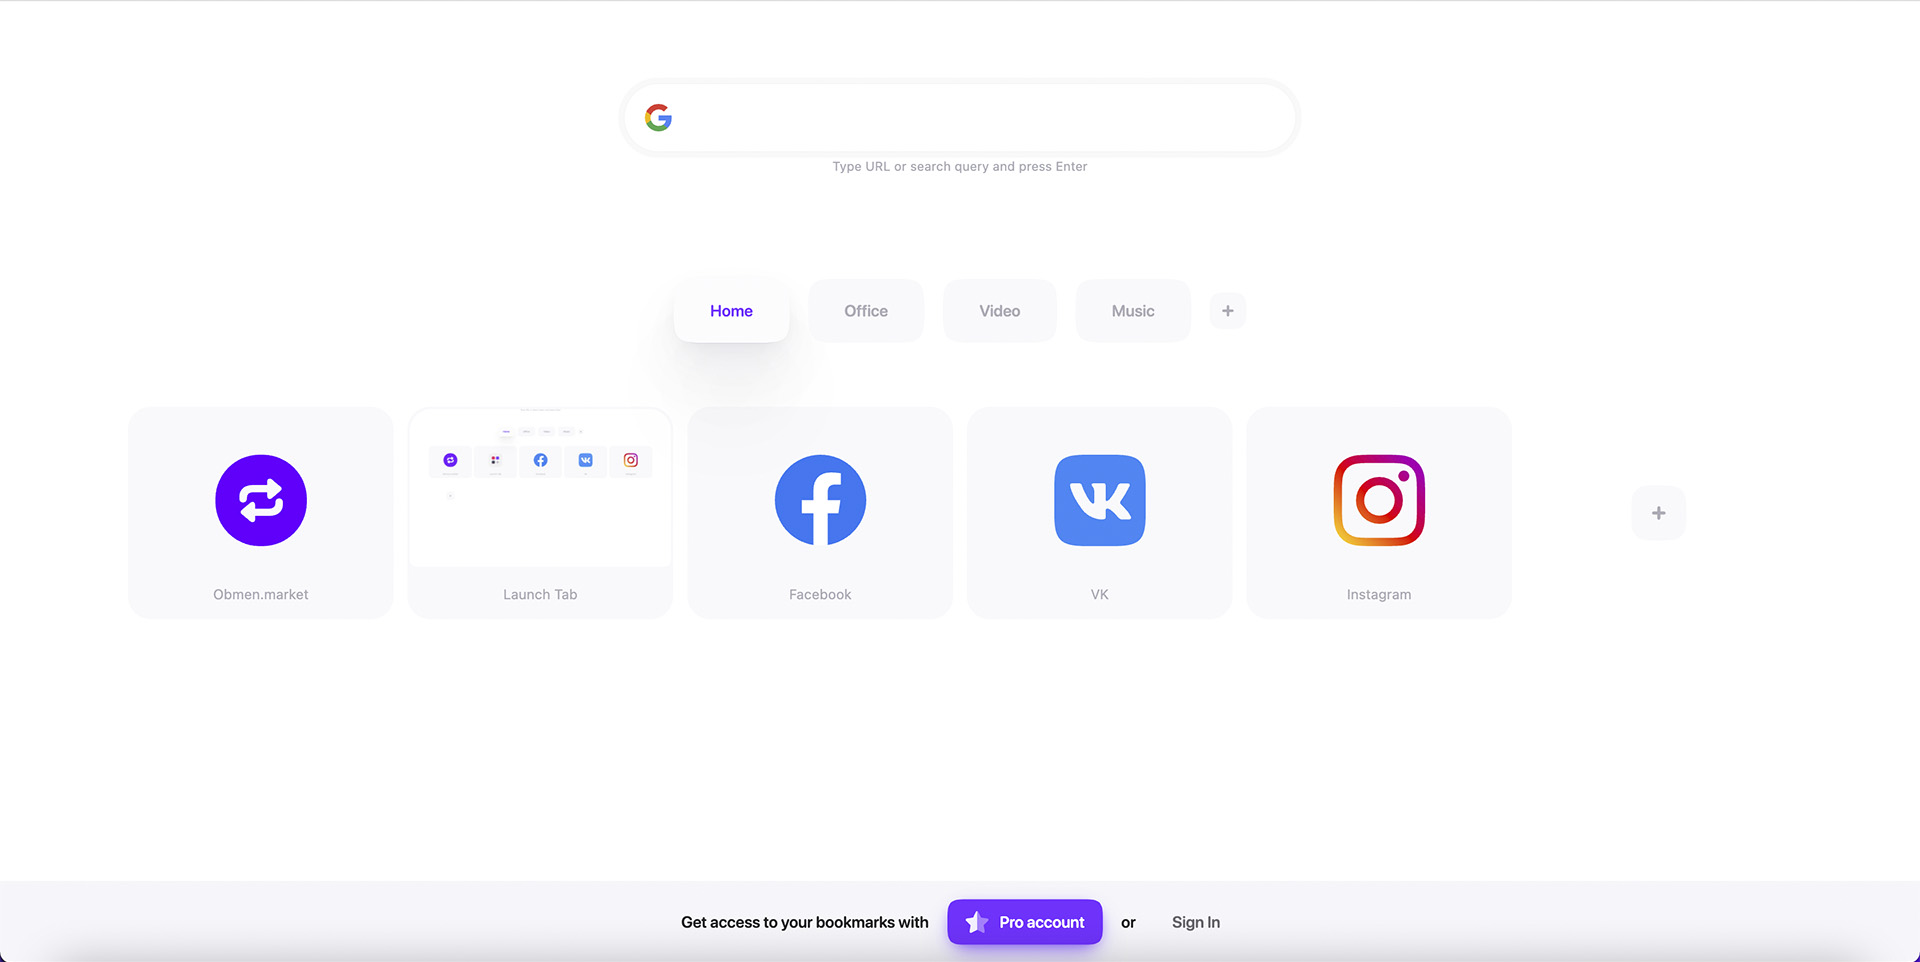 Type URL or search query and press Enter
Home
Office
Video
Music
Obmen.market
Launch Tab
Facebook
VK
Instagram
Get access to your bookmarks with
Pro account
or
Sign In